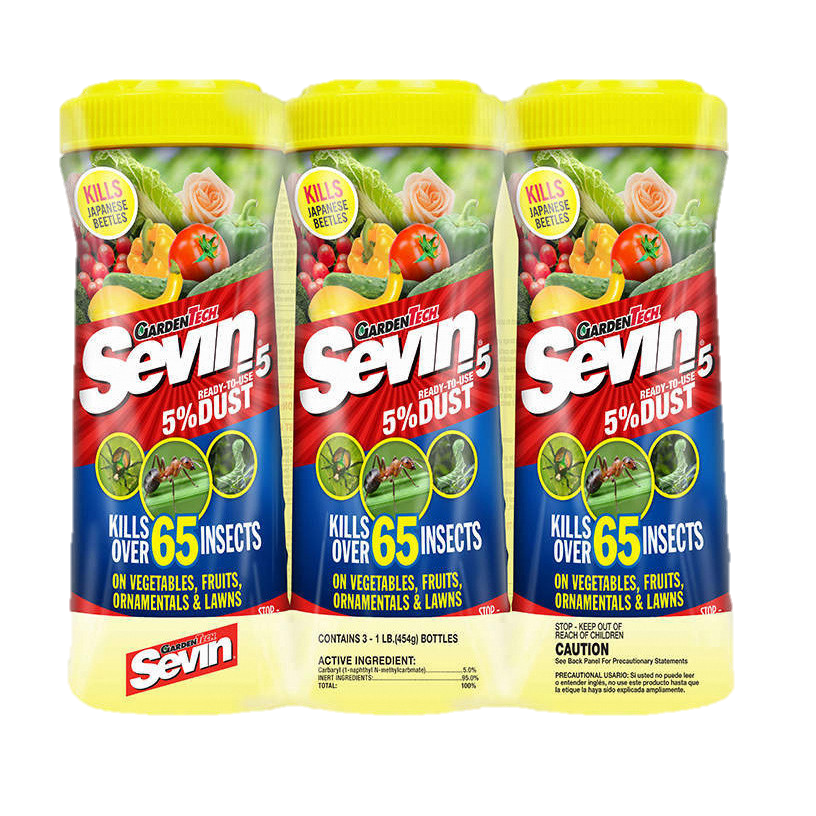 KILLS
JAPANESE
BEETLES
GARDENTECH
Sevin 5
READY-TO-USE
5% DUST
KILLS
OVER 65 INSECTS
ON VEGETABLES, FRUITS,
ORNAMENTALS & LAWNS
STOP -
GARDENTECH
Sevin
KILLS
JAPANESE
BEETLES
GARDENTECH
Sevin 5
READY-TO-USE
5% DUST
KILLS
OVER 65 INSECTS
ON VEGETABLES, FRUITS,
ORNAMENTALS & LAWNS
STOP -
CONTAINS 3 - 1 LB.(454g) BOTTLES
ACTIVE INGREDIENT:
Carbaryl (1-naphthyl N-methylcarbamate)..............5.0%
INERT INGREDIENTS:..............95.0%
TOTAL: 100%
KILLS
JAPANESE
BEETLES
GARDENTECH
Sevin 5
READY-TO-USE
5% DUST
KILLS
OVER 65 INSECTS
ON VEGETABLES, FRUITS,
ORNAMENTALS & LAWNS
STOP -
STOP - KEEP OUT OF
REACH OF CHILDREN
CAUTION
See Back Panel For Precautionary Statements
PRECAUTIONAL USARIO: Si usted no puede leer
o entender inglés, no use este producto hasta que
la etique la haya sido explicada ampliamente.